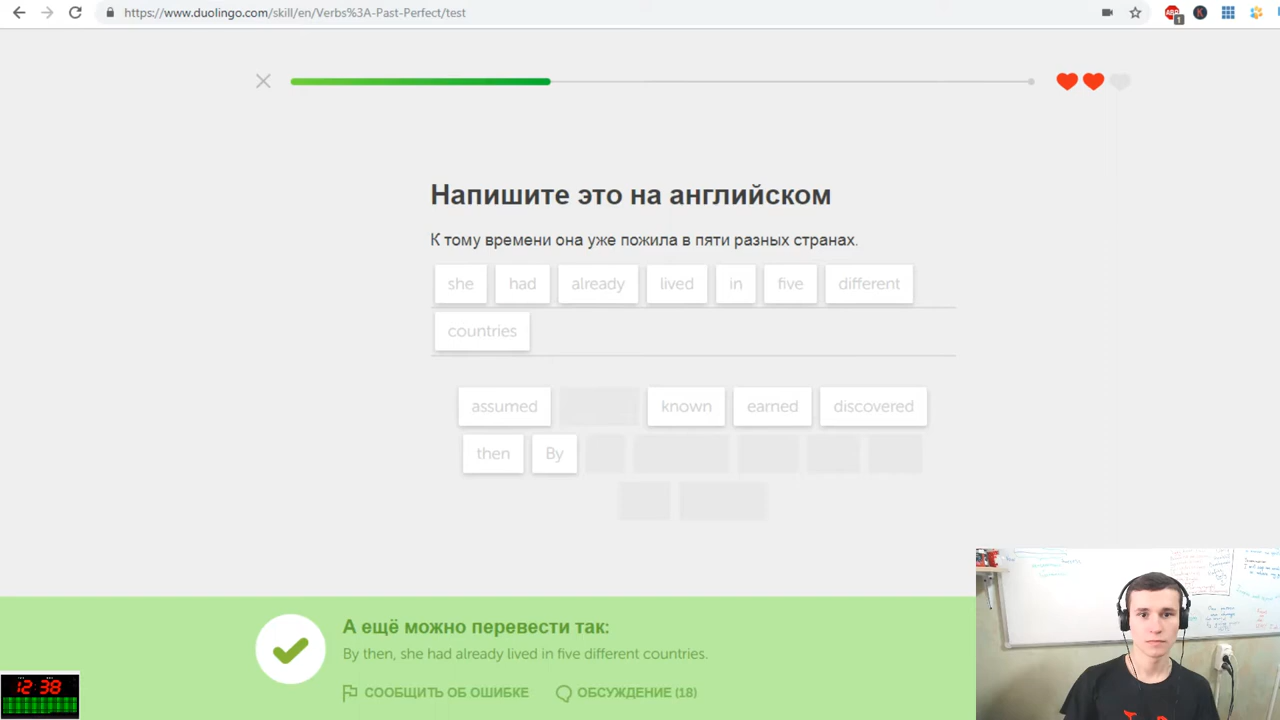 https://www.duolingo.com/skill/en/Verbs%3A-Past-Perfect/test
Напишите это на английском
К тому времени она уже пожила в пяти разных странах.
she had already lived in five different
countries
assumed known earned discovered
then By
А ещё можно перевести так:
By then, she had already lived in five different countries.
СООБЩИТЬ ОБ ОШИБКЕ ОБСУЖДЕНИЕ (18)
12:38